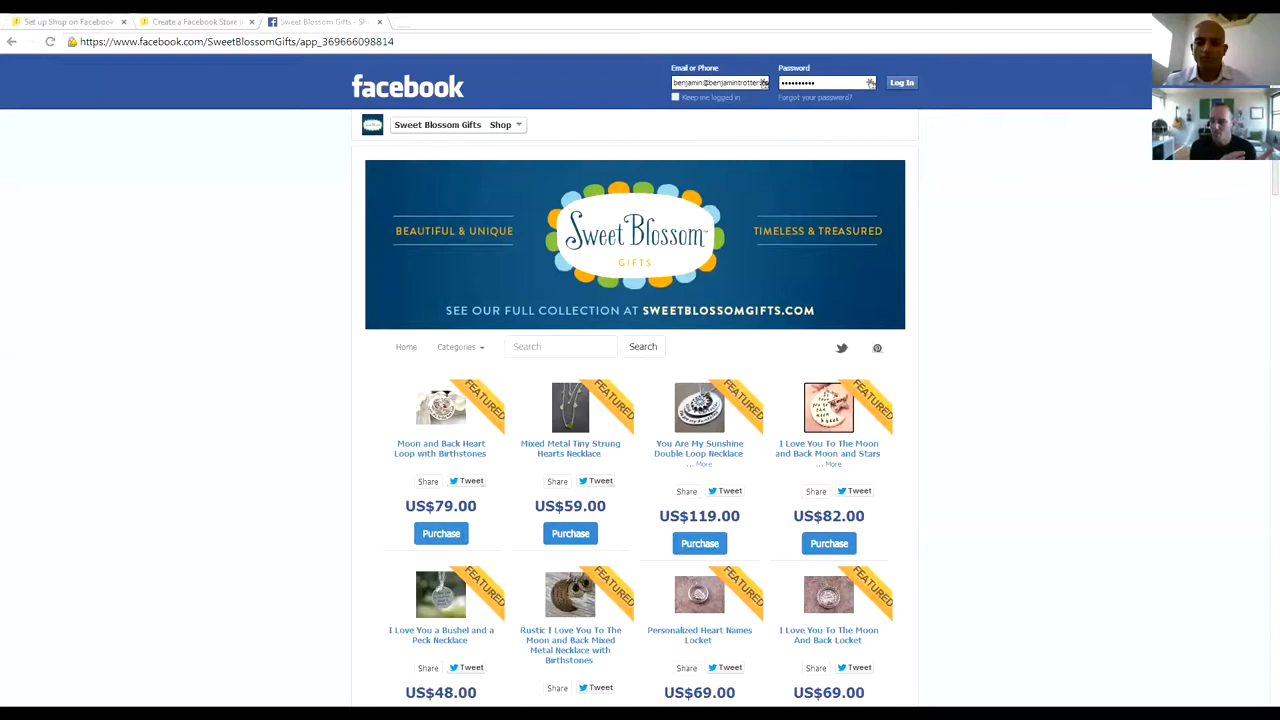 Set up Shop on Facebook
Create a Facebook Store
Sweet Blossom Gifts - Sh
https://www.facebook.com/SweetBlossomGifts/app_369666098814
Email or Phone
Password
facebook
Log In
Keep me logged in
Forgot your password?
Sweet Blossom Gifts Shop
BEAUTIFUL & UNIQUE
Sweet Blossom™
GIFTS
TIMELESS & TREASURED
SEE OUR FULL COLLECTION AT SWEETBLOSSOMGIFTS.COM
Home
Categories
Search
Search
FEATURED
FEATURED
FEATURED
FEATURED
Moon and Back Heart
Loop with Birthstones
Share
Tweet
US$79.00
Purchase
Mixed Metal Tiny Strung
Hearts Necklace
Share
Tweet
US$59.00
Purchase
You Are My Sunshine
Double Loop Necklace
... More
Share
Tweet
US$119.00
Purchase
I Love You To The Moon
and Back Moon and Stars
... More
Share
Tweet
US$82.00
Purchase
FEATURED
FEATURED
FEATURED
FEATURED
I Love You a Bushel and a
Peck Necklace
Share
Tweet
US$48.00
Rustic I Love You To The
Moon and Back Mixed
Metal Necklace with
Birthstones
Share
Tweet
Personalized Heart Names
Locket
Share
Tweet
US$69.00
I Love You To The Moon
And Back Locket
Share
Tweet
US$69.00